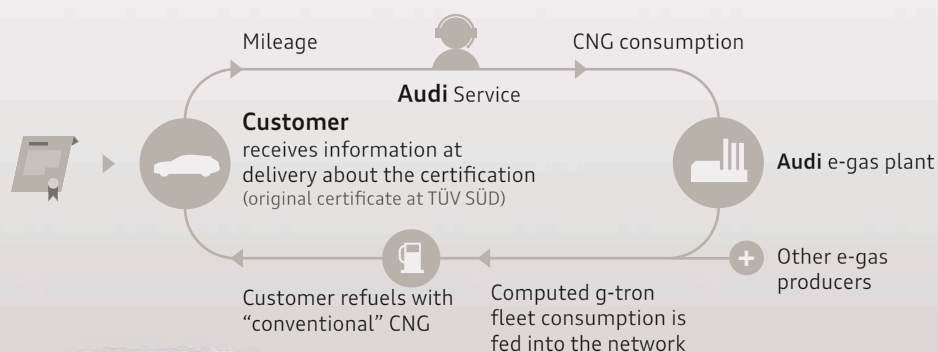 Mileage
CNG consumption
Audi Service
Customer
receives information at
delivery about the certification
(original certificate at TÜV SÜD)
Audi e-gas plant
Other e-gas
producers
Customer refuels with
“conventional” CNG
Computed g-tron
fleet consumption is
fed into the network